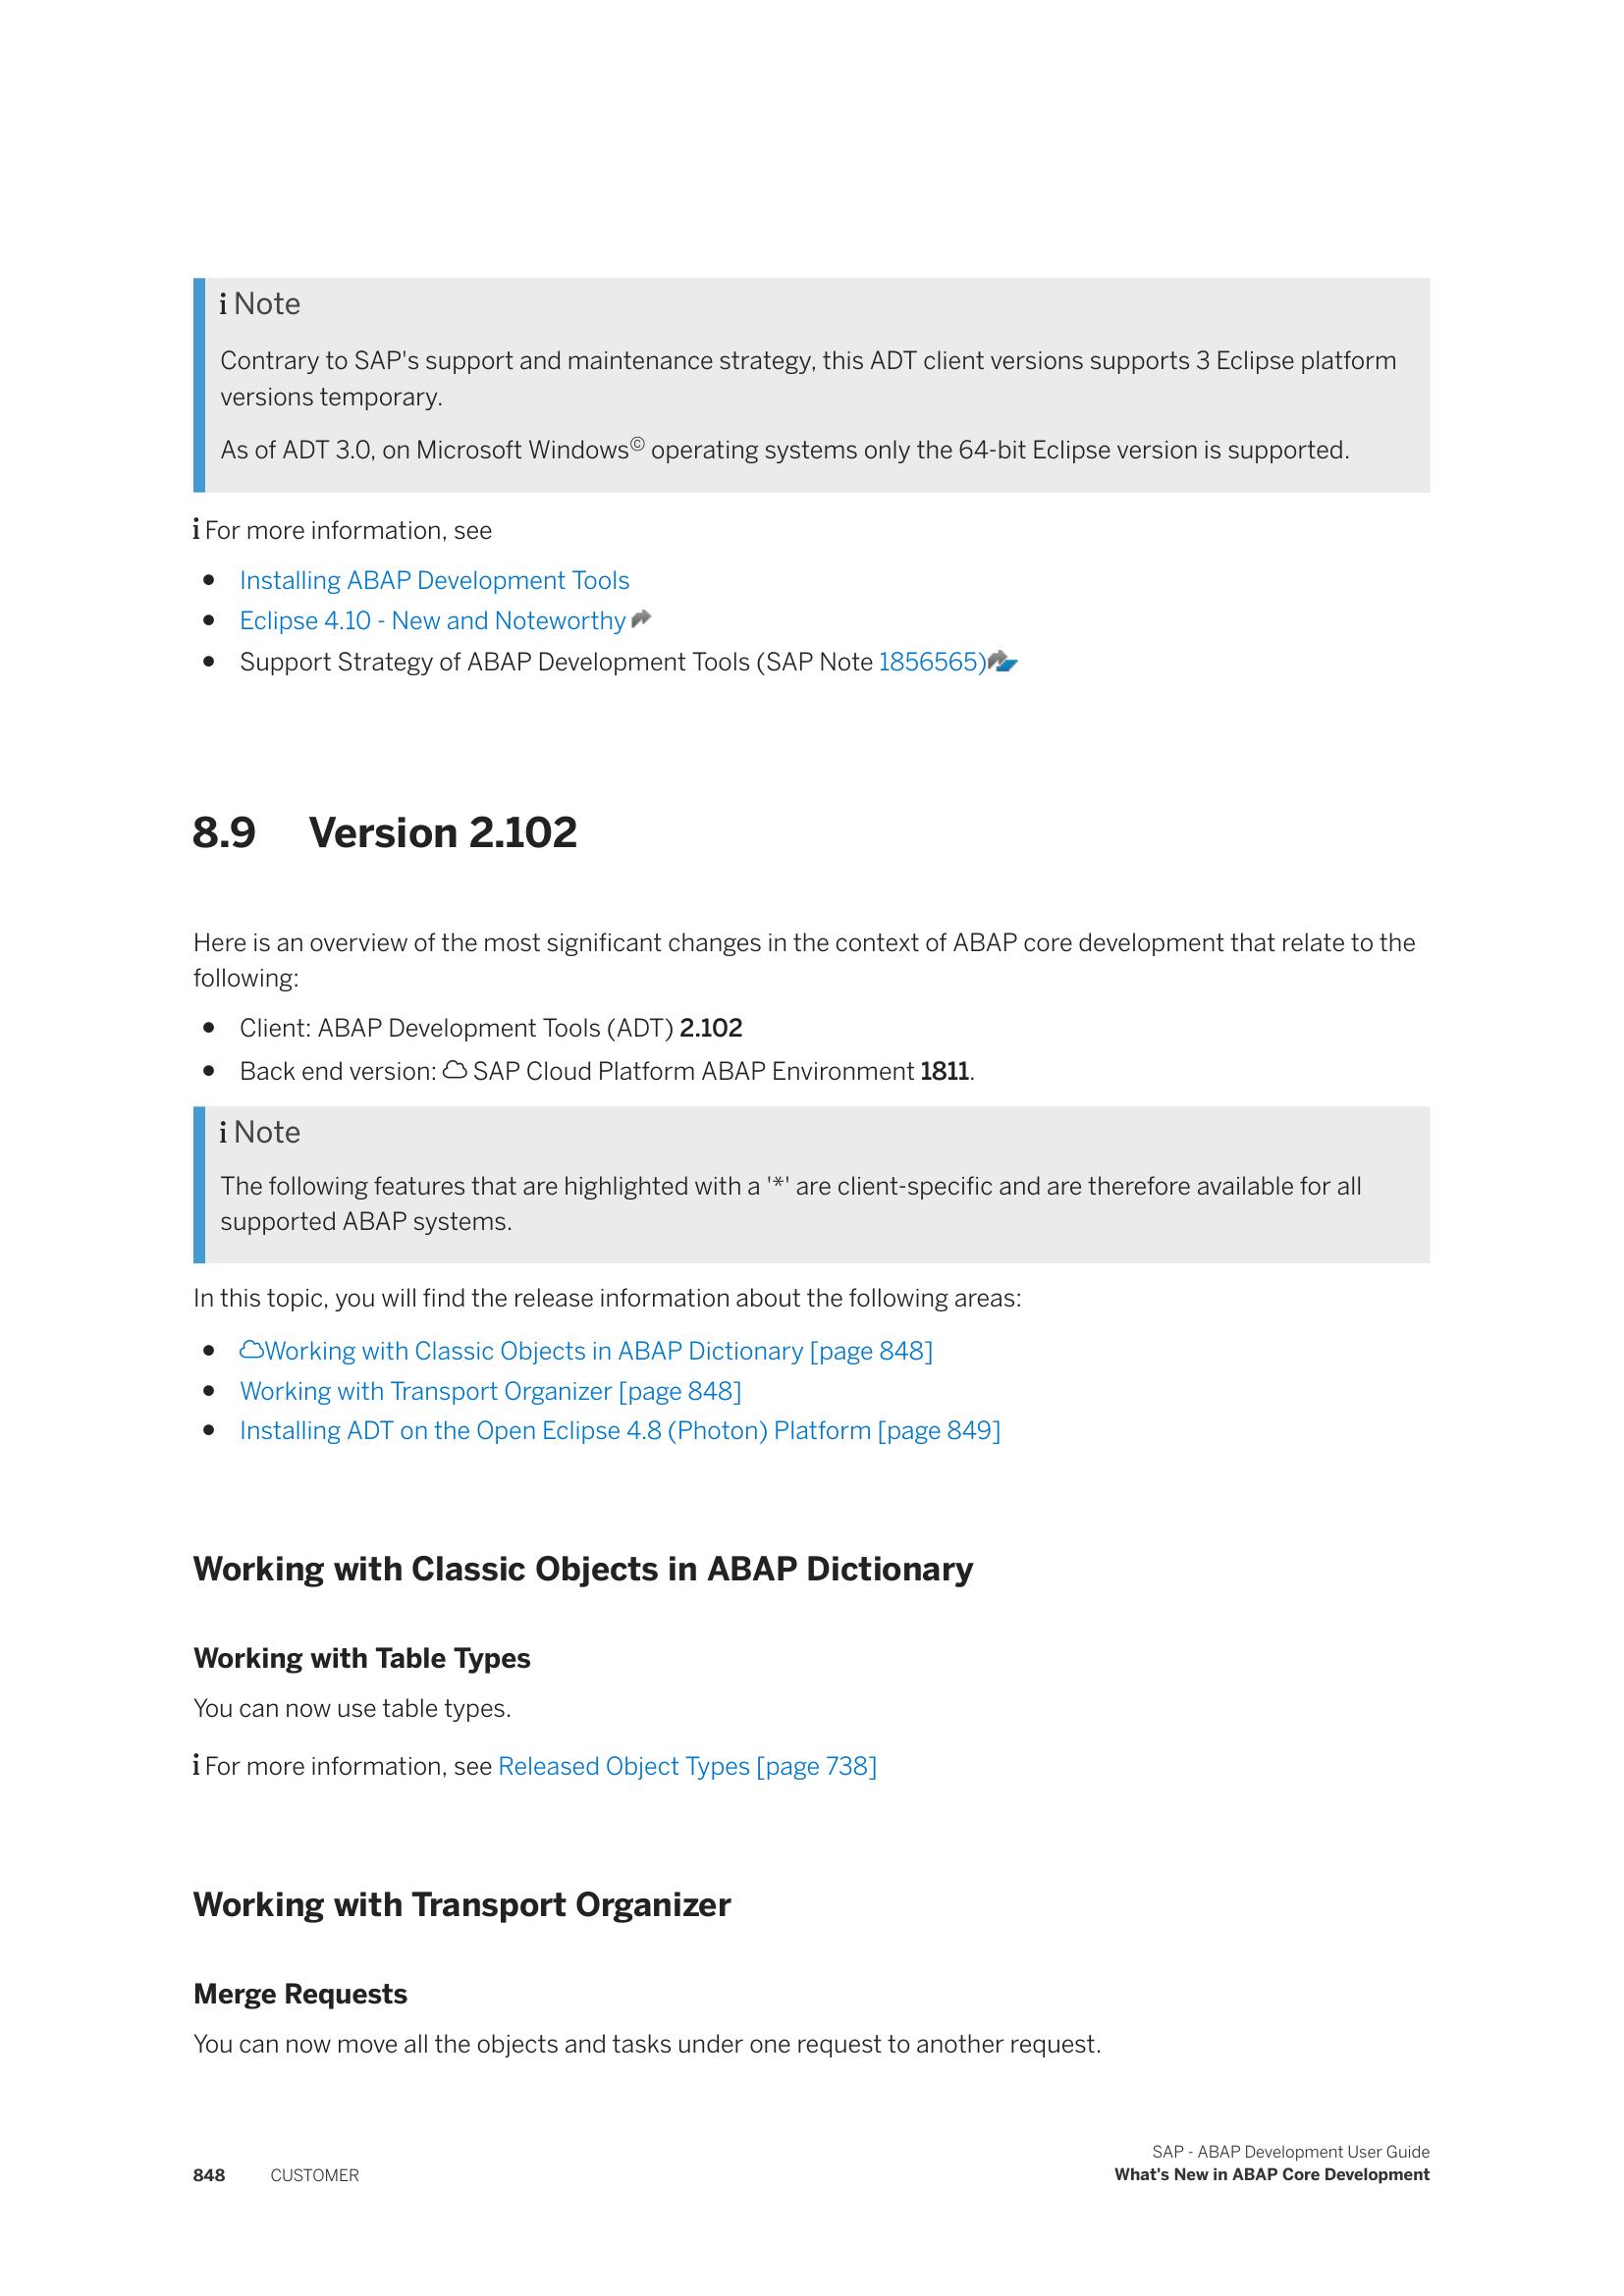 i Note
Contrary to SAP's support and maintenance strategy, this ADT client versions supports 3 Eclipse platform
versions temporary.
As of ADT 3.0, on Microsoft Windows© operating systems only the 64-bit Eclipse version is supported.
i For more information, see
● Installing ABAP Development Tools
● Eclipse 4.10 - New and Noteworthy
● Support Strategy of ABAP Development Tools (SAP Note 1856565)
8.9 Version 2.102
Here is an overview of the most significant changes in the context of ABAP core development that relate to the
following:
● Client: ABAP Development Tools (ADT) 2.102
● Back end version: SAP Cloud Platform ABAP Environment 1811.
i Note
The following features that are highlighted with a '*' are client-specific and are therefore available for all
supported ABAP systems.
In this topic, you will find the release information about the following areas:
● Working with Classic Objects in ABAP Dictionary [page 848]
● Working with Transport Organizer [page 848]
● Installing ADT on the Open Eclipse 4.8 (Photon) Platform [page 849]
Working with Classic Objects in ABAP Dictionary
Working with Table Types
You can now use table types.
i For more information, see Released Object Types [page 738]
Working with Transport Organizer
Merge Requests
You can now move all the objects and tasks under one request to another request.
SAP - ABAP Development User Guide
848 CUSTOMER What's New in ABAP Core Development